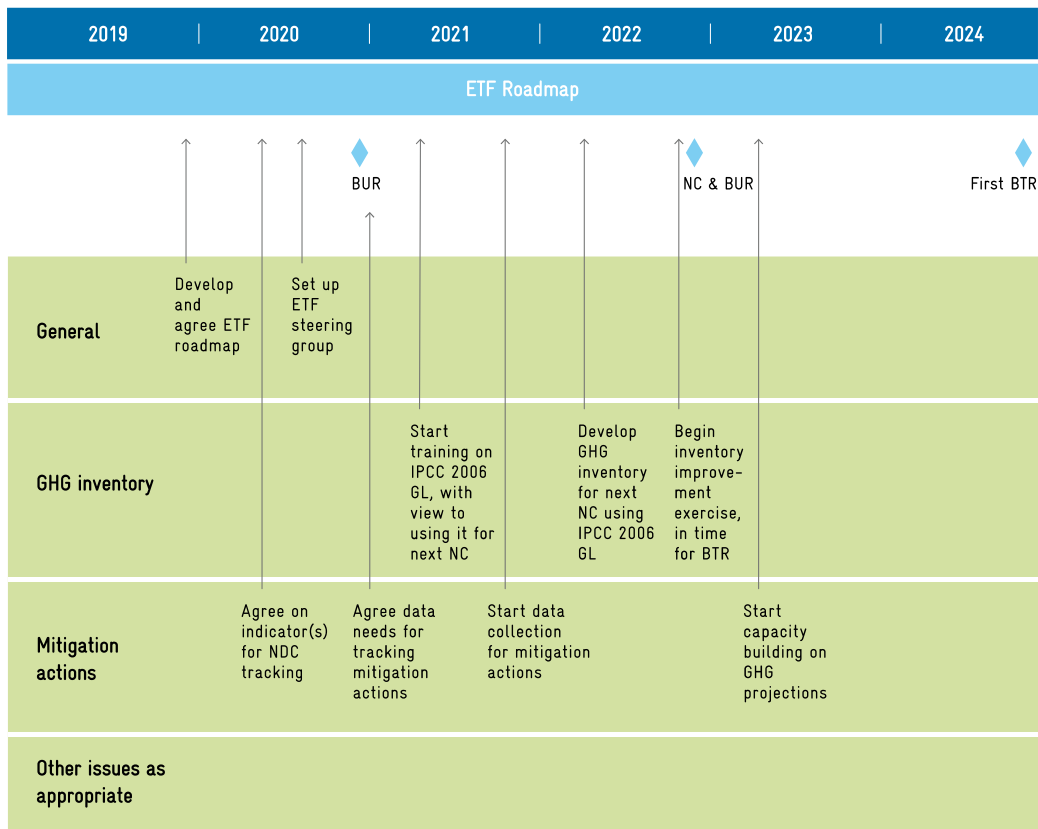 2019 | 2020 | 2021 | 2022 | 2023 | 2024
ETF Roadmap
BUR
NC & BUR
First BTR
General
Develop
and
agree ETF
roadmap
Set up
ETF
steering
group
GHG inventory
Start
training on
IPCC 2006
GL, with
view to
using it for
next NC
Develop
GHG
inventory
for next
NC using
IPCC 2006
GL
Begin
inventory
improve-
ment
exercise,
in time
for BTR
Mitigation
actions
Agree on
indicator(s)
for NDC
tracking
Agree data
needs for
tracking
mitigation
actions
Start data
collection
for mitigation
actions
Start
capacity
building on
GHG
projections
Other issues as
appropriate